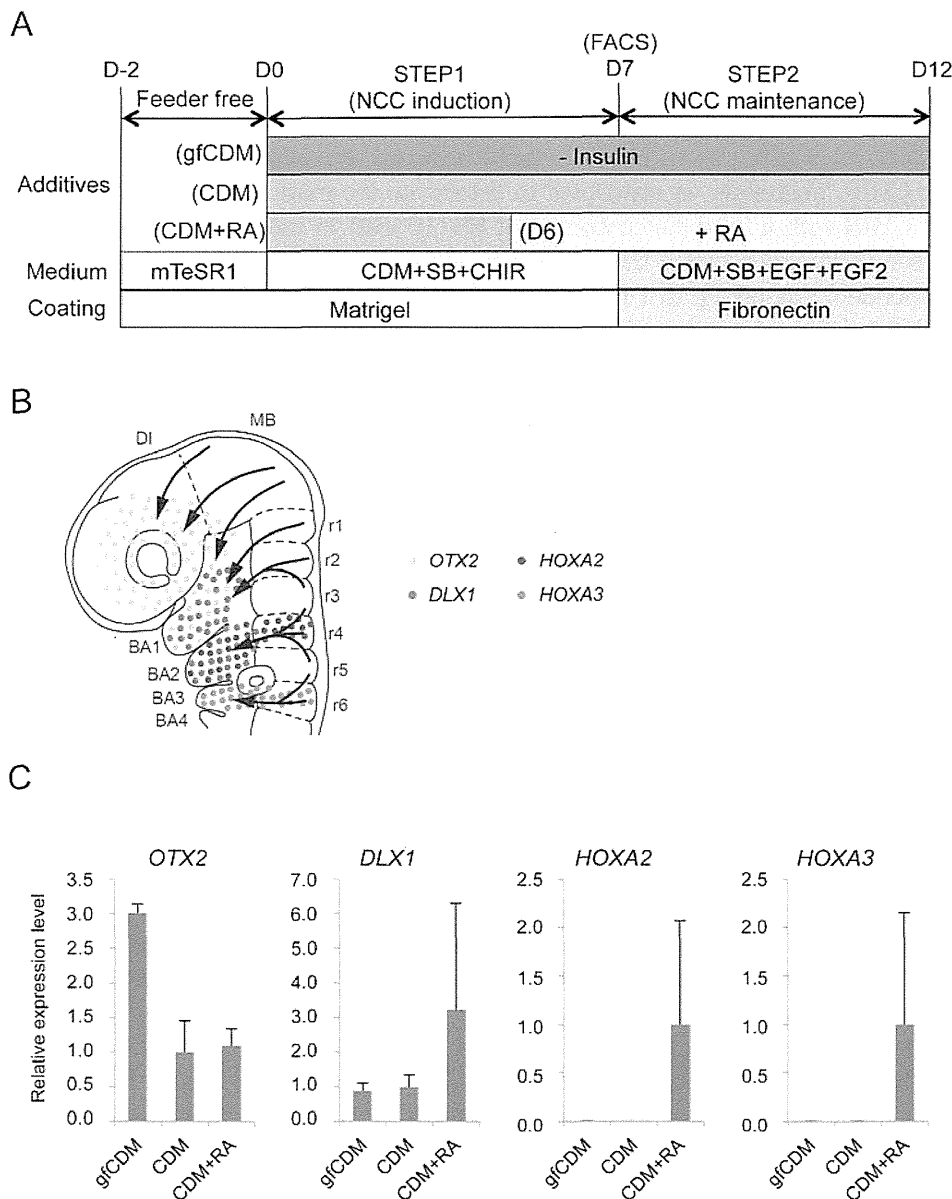 A
(FACS)
D-2 D0 STEP1 D7 STEP2 D12
Feeder free (NCC induction) (NCC maintenance)
Additives
(gfCDM) - Insulin
(CDM)
(CDM+RA) (D6) + RA
Medium mTeSR1 CDM+SB+CHIR CDM+SB+EGF+FGF2
Coating Matrigel Fibronectin
B
MB
DI
r1
r2
r3
r4
r5
r6
BA1
BA2
BA3
BA4
OTX2 HOXA2
DLX1 HOXA3
C
OTX2 DLX1 HOXA2 HOXA3
Relative expression level
3.5
3.0
2.5
2.0
1.5
1.0
0.5
0.0
gfCDM CDM CDM+RA
7.0
6.0
5.0
4.0
3.0
2.0
1.0
0.0
gfCDM CDM CDM+RA
2.5
2.0
1.5
1.0
0.5
0.0
gfCDM CDM CDM+RA
2.5
2.0
1.5
1.0
0.5
0.0
gfCDM CDM CDM+RA